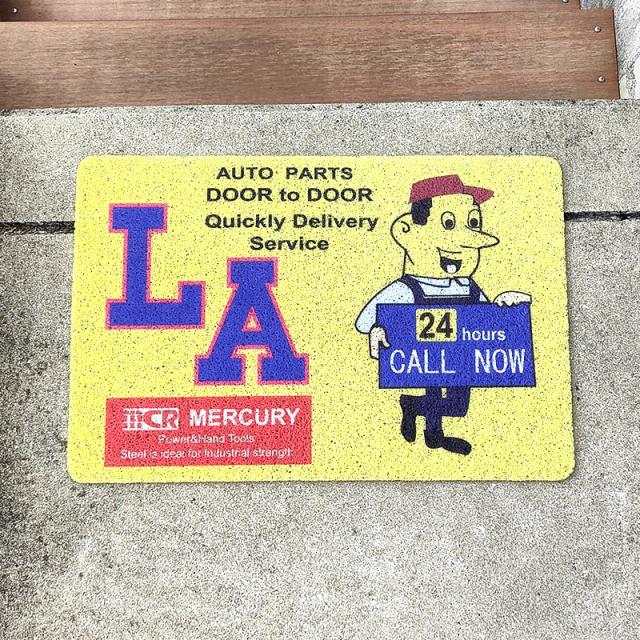 AUTO PARTS
DOOR to DOOR
Quickly Delivery
Service
LA
24 hours
CALL NOW
MCR MERCURY
Power&Hand Tools
Steel is ideal for industrial strength